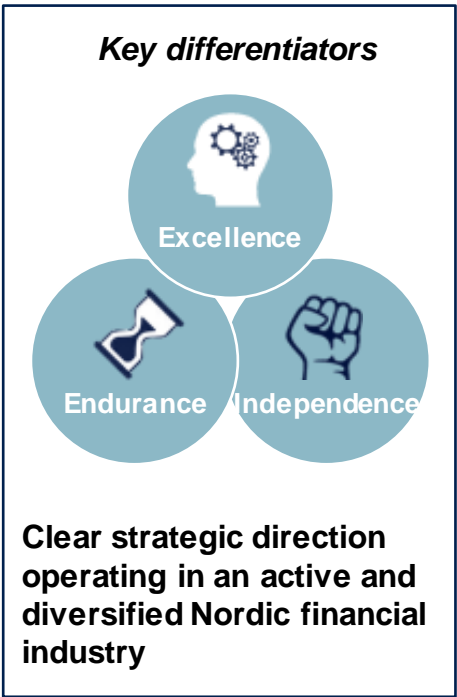 Key differentiators
Excellence
Endurance
Independence
Clear strategic direction
operating in an active and
diversified Nordic financial
industry